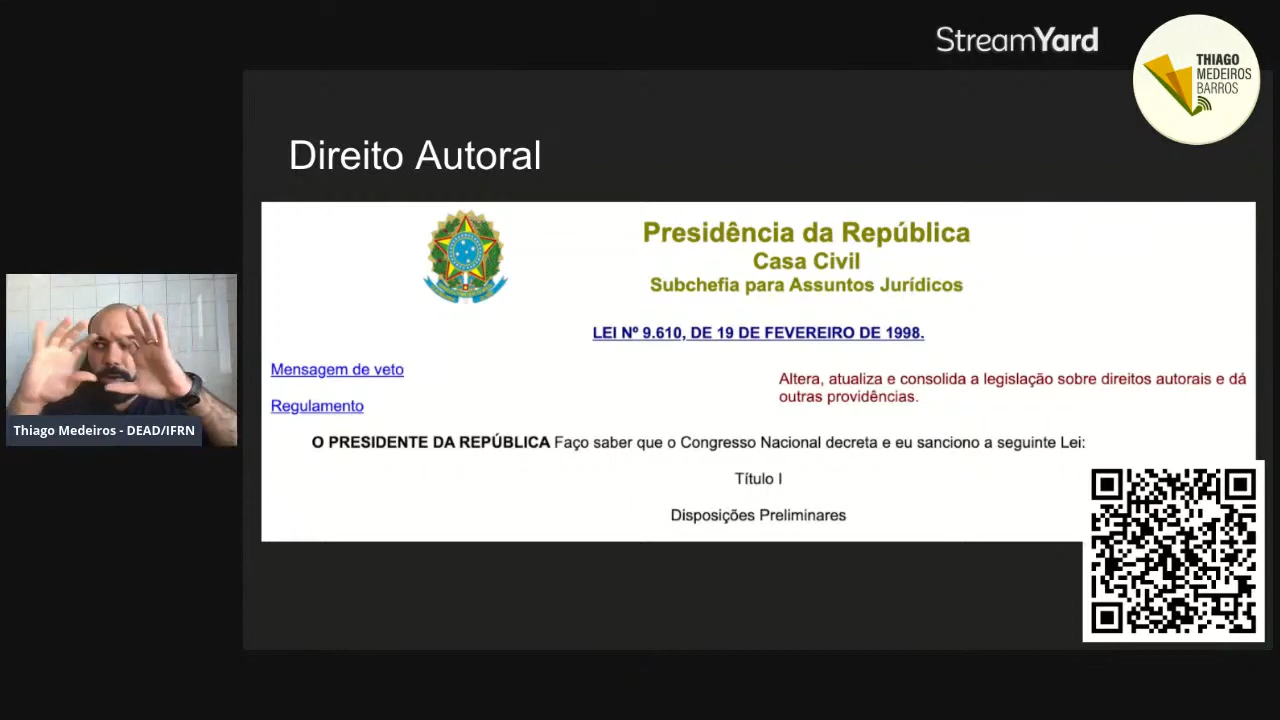 StreamYard
THIAGO
MEDEIROS
BARROS
Direito Autoral
Presidência da República
Casa Civil
Subchefia para Assuntos Jurídicos
LEI Nº 9.610, DE 19 DE FEVEREIRO DE 1998.
Mensagem de veto
Regulamento
Altera, atualiza e consolida a legislação sobre direitos autorais e dá
outras providências.
O PRESIDENTE DA REPÚBLICA Faço saber que o Congresso Nacional decreta e eu sanciono a seguinte Lei:
Título I
Disposições Preliminares
Thiago Medeiros - DEAD/IFRN